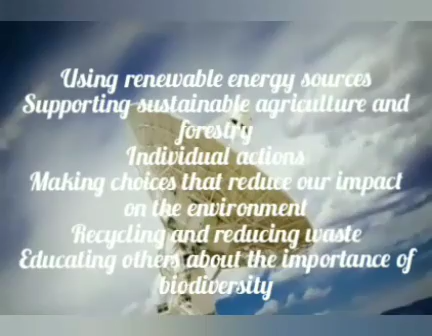 Using renewable energy sources
Supporting sustainable agriculture and
forestry
Individual actions
Making choices that reduce our impact
on the environment
Recycling and reducing waste
Educating others about the importance of
biodiversity